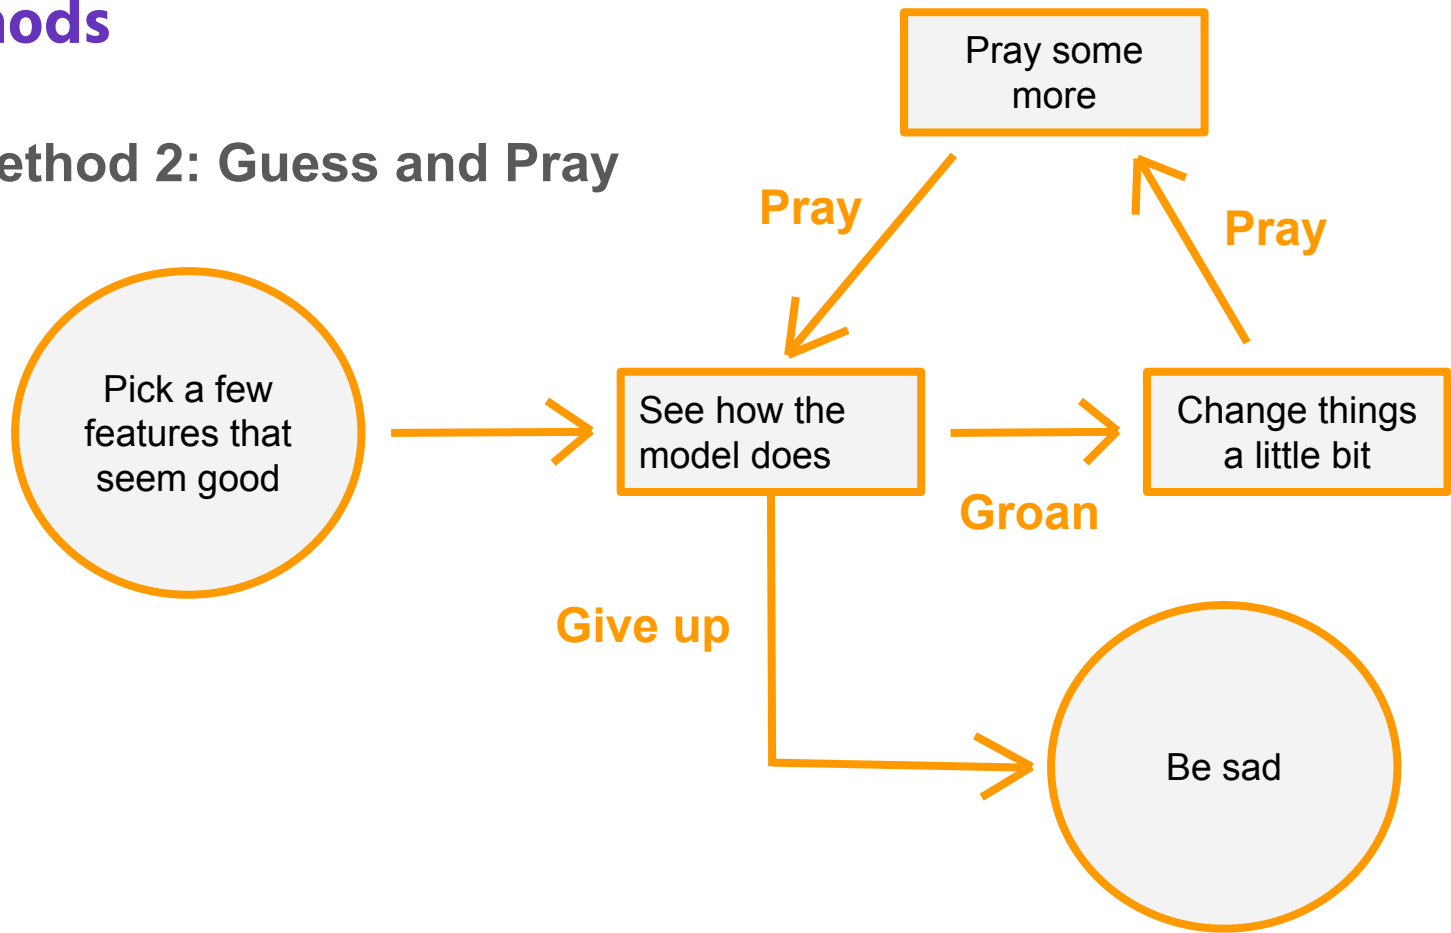 nods
ethod 2: Guess and Pray
Pray some
more
Pray
Pray
Pick a few
features that
seem good
See how the
model does
Groan
Change things
a little bit
Give up
Be sad